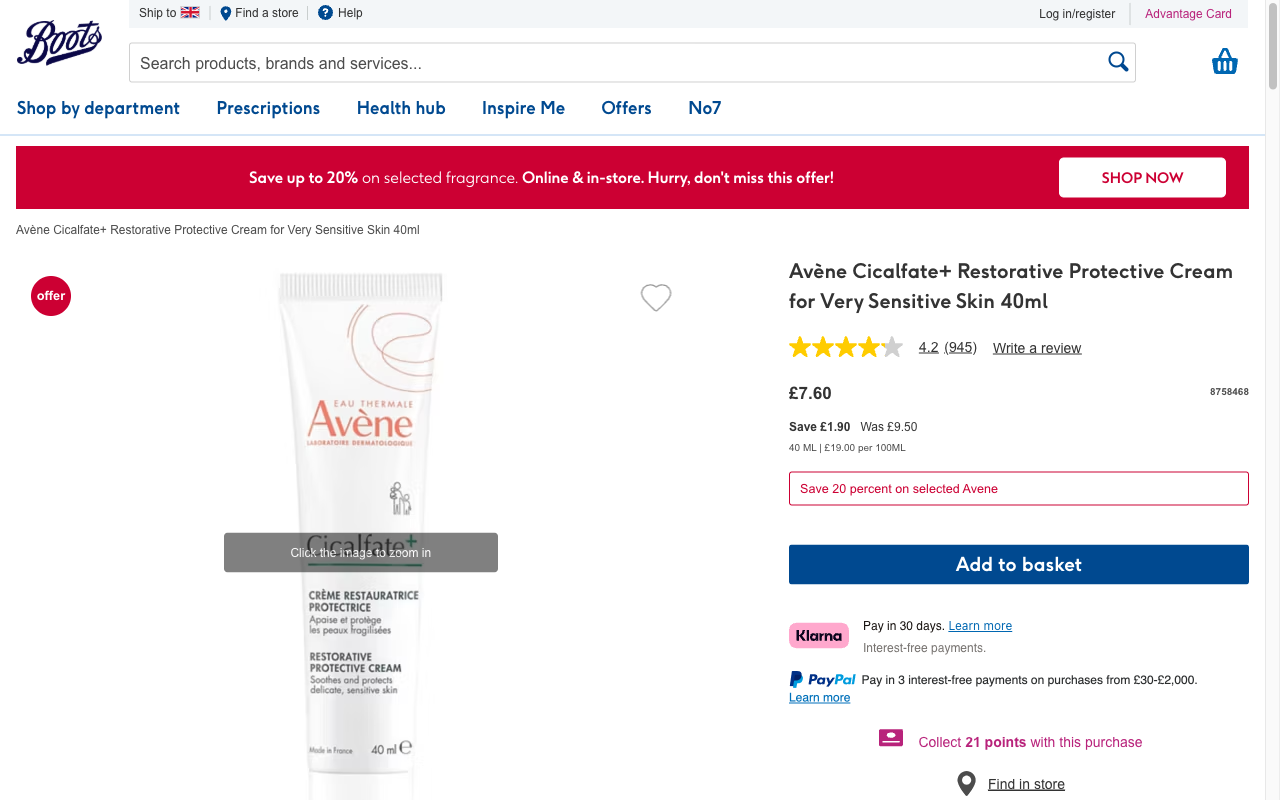 Ship to
Find a store
Help
Log in/register
Advantage Card
Boots
Search products, brands and services...
Shop by department
Prescriptions
Health hub
Inspire Me
Offers
No7
Save up to 20% on selected fragrance. Online & in-store. Hurry, don't miss this offer!
SHOP NOW
Avène Cicalfate+ Restorative Protective Cream for Very Sensitive Skin 40ml
offer
EAU THERMALE
Avène
LABORATOIRE DERMATOLOGIQUE
Cicalfate+
Click the image to zoom in
CRÈME RESTAURATRICE
PROTECTRICE
Apaise et protège
les peaux fragilisées
RESTORATIVE
PROTECTIVE CREAM
Soothes and protects
delicate, sensitive skin
Made in France
40 ml e
Avène Cicalfate+ Restorative Protective Cream
for Very Sensitive Skin 40ml
4.2 (945) Write a review
£7.60
8758468
Save £1.90 Was £9.50
40 ML | £19.00 per 100ML
Save 20 percent on selected Avene
Add to basket
Klarna
Pay in 30 days. Learn more
Interest-free payments.
PayPal Pay in 3 interest-free payments on purchases from £30-£2,000.
Learn more
Collect 21 points with this purchase
Find in store